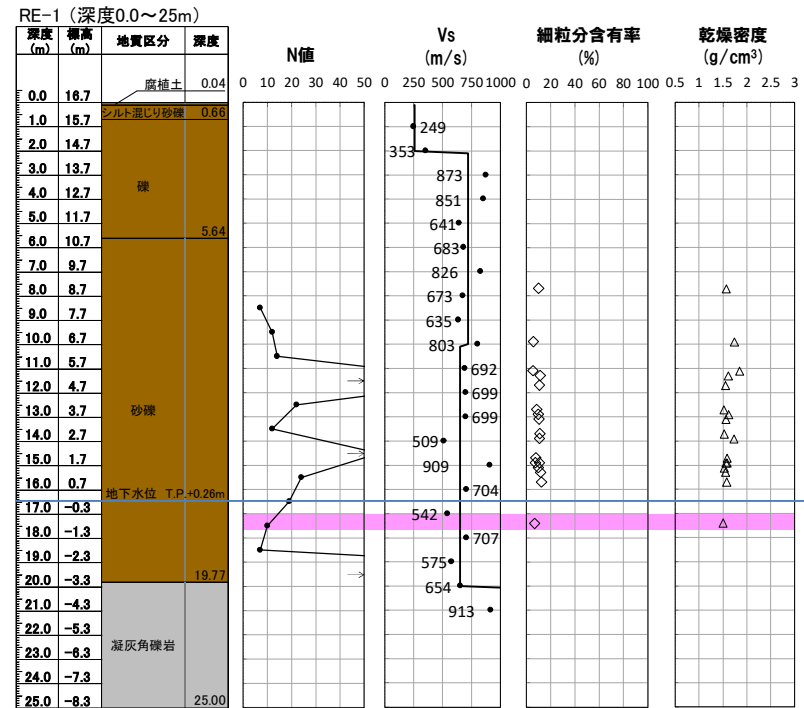 RE-1（深度0.0～25m）
深度 標高 地質区分 深度
(m) (m)
N値
Vs
(m/s)
細粒分含有率
(%)
乾燥密度
(g/cm³)
0 10 20 30 40 50
0 250 500 750 1000
0 20 40 60 80 100
0.5 1 1.5 2 2.5 3
腐植土 0.04
0.0 16.7
シルト混じり砂礫 0.66
1.0 15.7
249
2.0 14.7
353
3.0 13.7
873
礫
4.0 12.7
851
5.0 11.7
641
5.64
6.0 10.7
683
7.0 9.7
826
8.0 8.7
673
9.0 7.7
635
10.0 6.7
803
11.0 5.7
692
12.0 4.7
699
13.0 3.7
砂礫
699
14.0 2.7
509
15.0 1.7
909
16.0 0.7
地下水位 T.P.+0.26m
704
17.0 −0.3
542
18.0 −1.3
707
19.0 −2.3
575
19.77
20.0 −3.3
654
21.0 −4.3
913
22.0 −5.3
凝灰角礫岩
23.0 −6.3
24.0 −7.3
25.0 −8.3
25.00